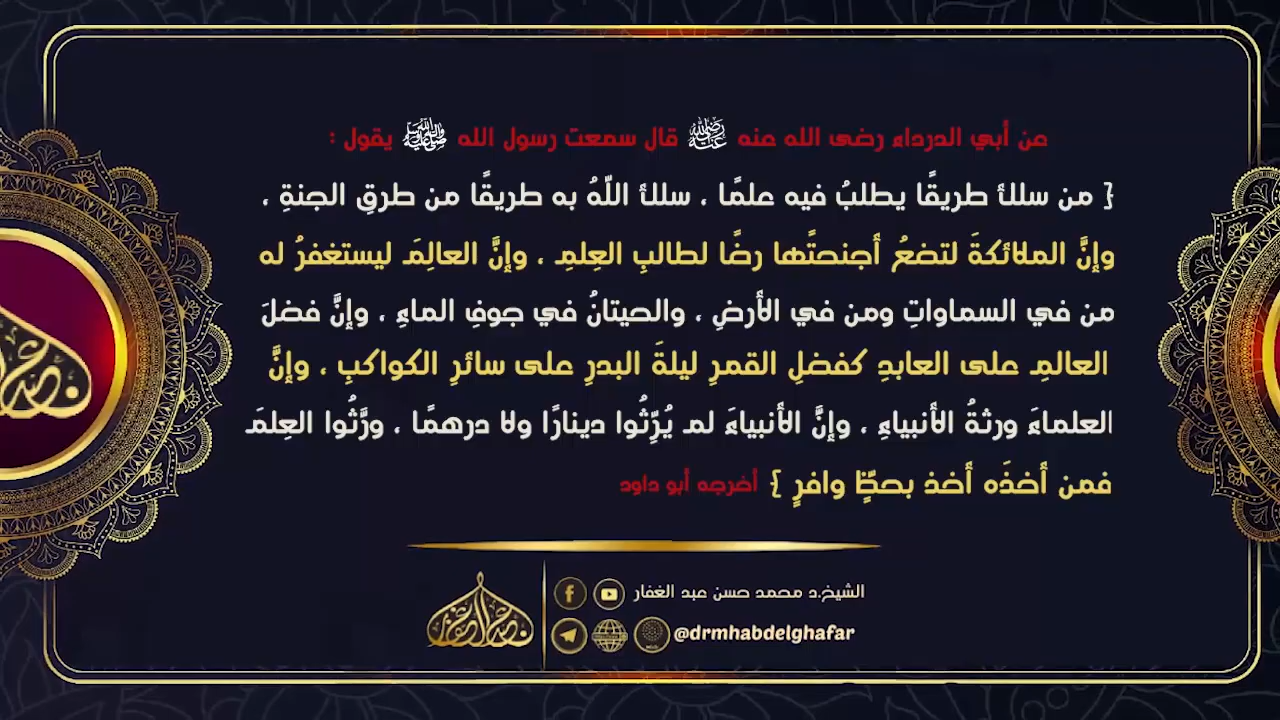 عن أبي الدرداء رضى الله عنه رضي الله عنه قال سمعت رسول الله ﷺ يقول :
{ من سلك طريقًا يطلبُ فيه علمًا ، سلك اللّهُ به طريقًا من طرقِ الجنةِ ،
وإنَّ الملائكةَ لتضعُ أجنحتَها رضًا لطالبِ العِلمِ ، وإنَّ العالِمَ ليستغفرُ له
من في السماواتِ ومن في الأرضِ ، والحيتانُ في جوفِ الماءِ ، وإنَّ فضلَ
العالمِ على العابدِ كفضلِ القمرِ ليلةَ البدرِ على سائرِ الكواكبِ ، وإنَّ
العلماءَ ورثةُ الأنبياءِ ، وإنَّ الأنبياءَ لم يُرِّثُوا دينارًا ولا درهمًا ، ورَّثُوا العِلمَ
فمن أخذَه أخذ بحظٍّ وافرٍ } أخرجه أبو داود
الشيخ.د محمد حسن عبد الغفار
@drmhabdelghafar